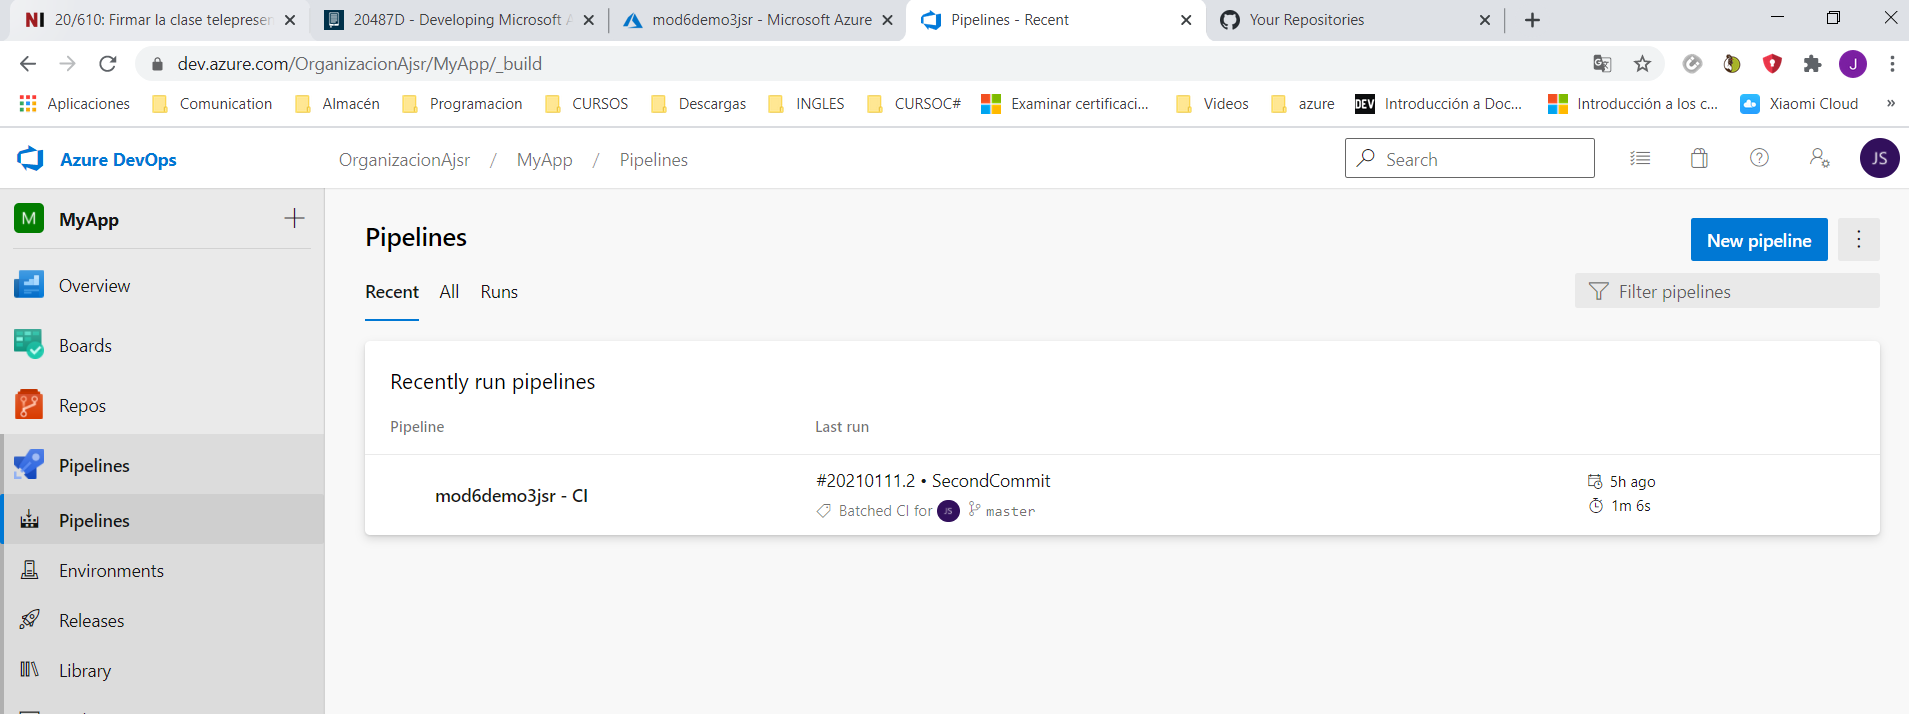 20/610: Firmar la clase teleprese
20487D - Developing Microsoft A
mod6demo3jsr - Microsoft Azure
Pipelines - Recent
Your Repositories
dev.azure.com/OrganizacionAjsr/MyApp/_build
J
Aplicaciones
Comunication
Almacén
Programacion
CURSOS
Descargas
INGLES
CURSOC#
Examinar certificaci...
Videos
azure
DEV
Introducción a Doc...
Introducción a los c...
Xiaomi Cloud
»
Azure DevOps
OrganizacionAjsr / MyApp / Pipelines
Search
JS
M MyApp
Overview
Boards
Repos
Pipelines
Pipelines
Environments
Releases
Library
Pipelines
New pipeline
Recent All Runs
Filter pipelines
Recently run pipelines
Pipeline Last run
mod6demo3jsr - CI
#20210111.2 • SecondCommit
Batched CI for JS master
5h ago
1m 6s